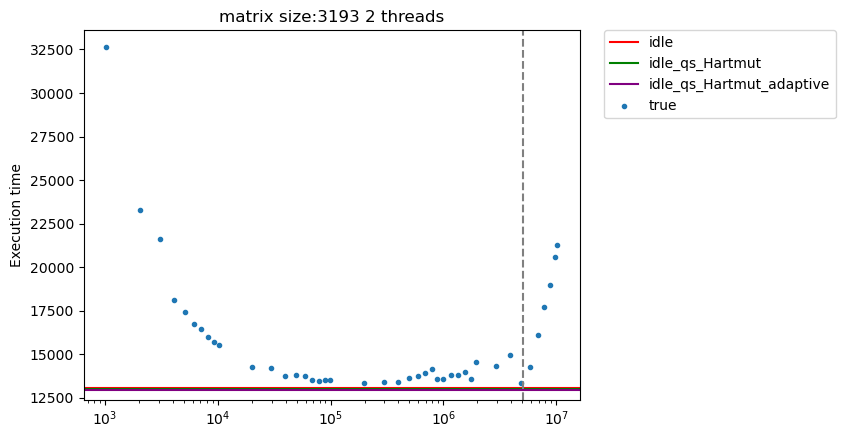 matrix size:3193 2 threads
Execution time
32500
30000
27500
25000
22500
20000
17500
15000
12500
10³
10⁴
10⁵
10⁶
10⁷
idle
idle_qs_Hartmut
idle_qs_Hartmut_adaptive
true